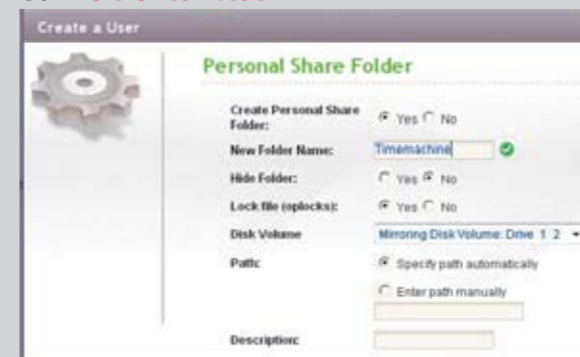 Create a User
Personal Share Folder
Create Personal Share Folder: Yes No
New Folder Name: Timemachine
Hide Folder: Yes No
Lock file (oplocks): Yes No
Disk Volume Mirroring Disk Volume: Drive 1 2
Path: Specify path automatically
Enter path manually
Description: